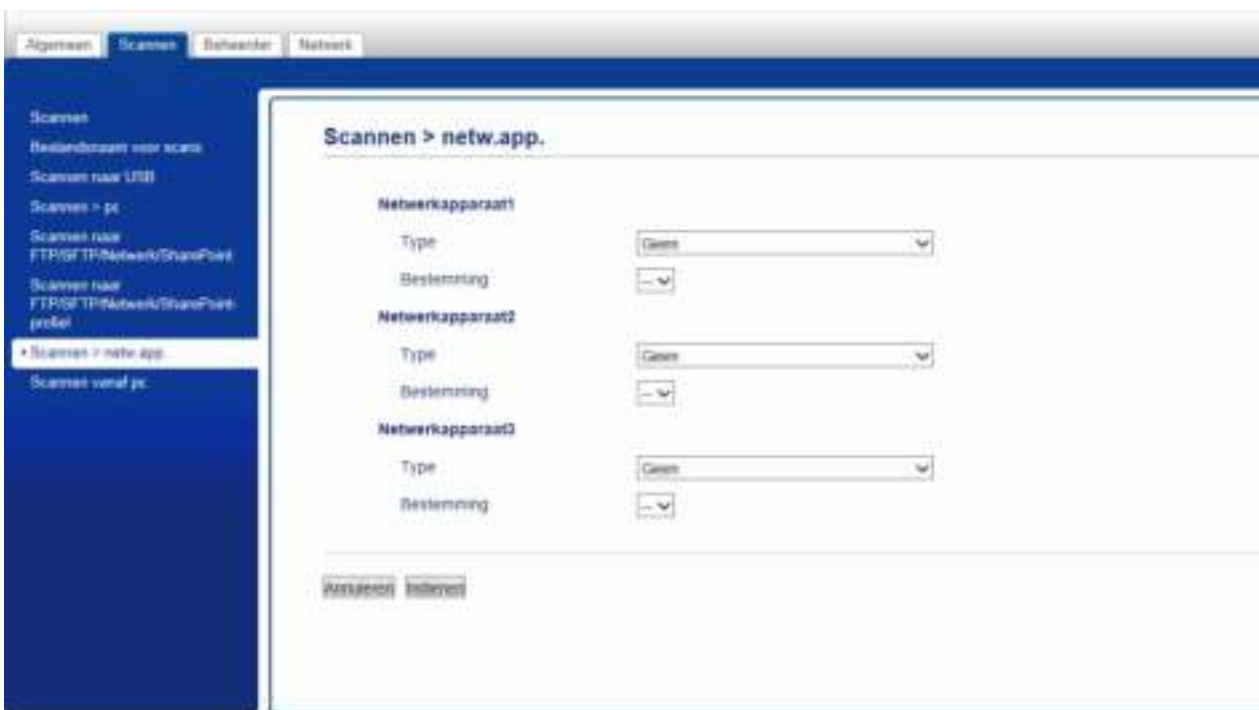 Algemeen Scannen Beheerder Netwerk
Scannen
Bestandsnaam voor scans
Scannen naar USB
Scannen > pc
Scannen naar
FTP/SFTP/Netwerk/SharePoint
Scannen naar
FTP/SFTP/Netwerk/SharePoint-
profiel
Scannen > netw.app.
Scannen vanaf pc
Scannen > netw.app.
Netwerkapparaat1
Type Geen
Bestemming --
Netwerkapparaat2
Type Geen
Bestemming --
Netwerkapparaat3
Type Geen
Bestemming --
Annuleren Indienen